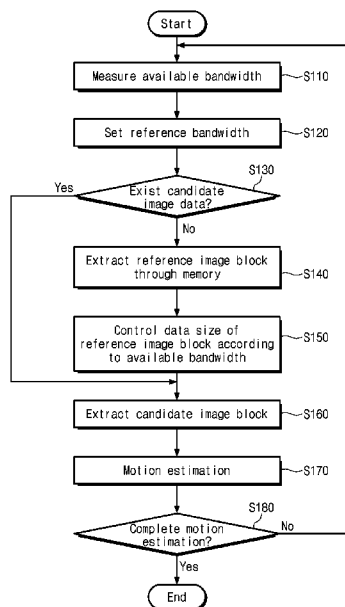 Start
Measure available bandwidth
S110
Set reference bandwidth
S120
S130
Yes
Exist candidate
image data?
No
Extract reference image block
through memory
S140
Control data size of
reference image block according
to available bandwidth
S150
Extract candidate image block
S160
Motion estimation
S170
S180
Complete motion
estimation?
No
Yes
End